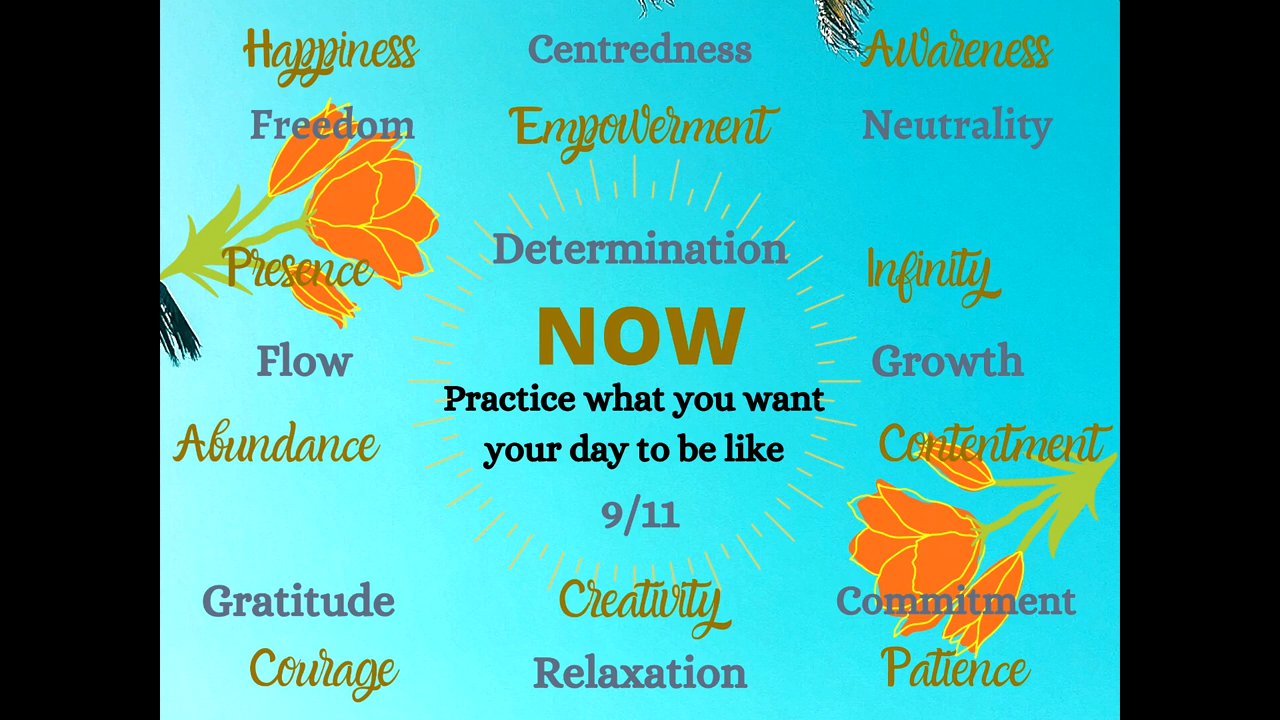 Happiness
Centredness
AWareness
Freedom
EmpoWerment
Neutrality
Determination
Presence
Infinity
NOW
Flow
Growth
Practice what you want
your day to be like
Abundance
Contentment
9/11
Gratitude
Creativity
Commitment
Courage
Relaxation
Patience